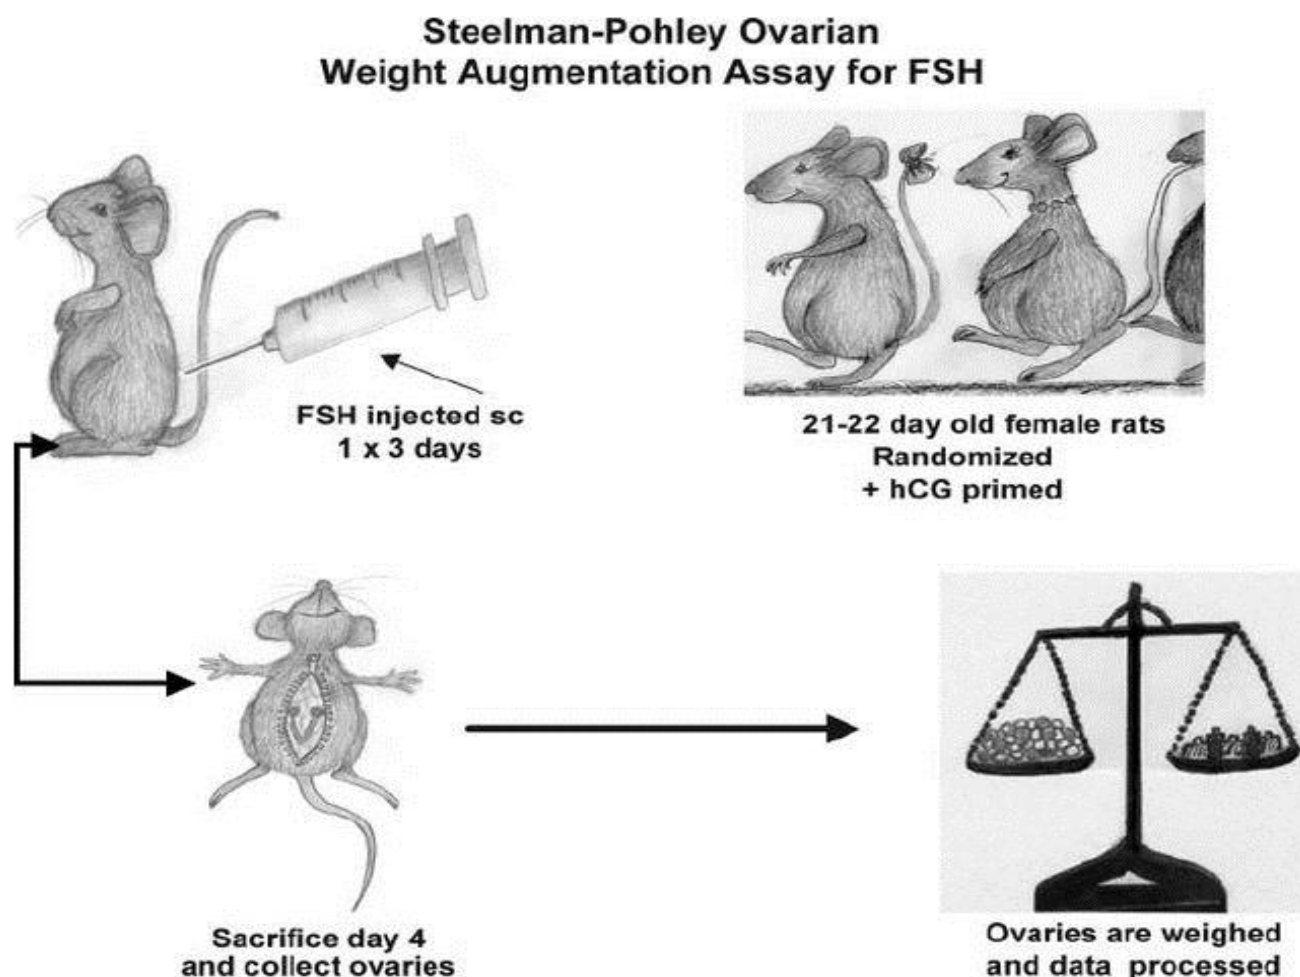 Steelman-Pohley Ovarian
Weight Augmentation Assay for FSH
FSH injected sc
1 x 3 days
21-22 day old female rats
Randomized
+ hCG primed
Sacrifice day 4
and collect ovaries
Ovaries are weighed
and data processed